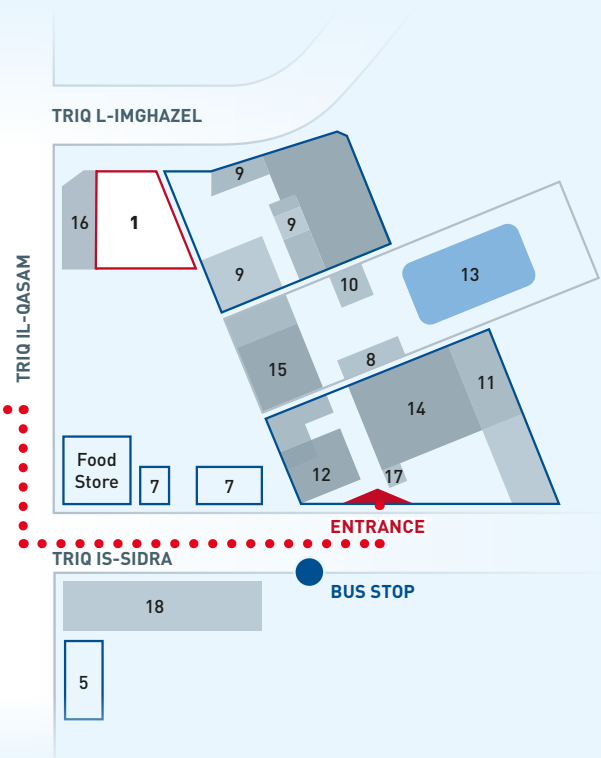 TRIQ L-IMGHAZEL
9
16
1
9
9
10
13
TRIQ IL-QASAM
15
8
11
14
Food
Store
7
7
12
17
ENTRANCE
TRIQ IS-SIDRA
BUS STOP
18
5